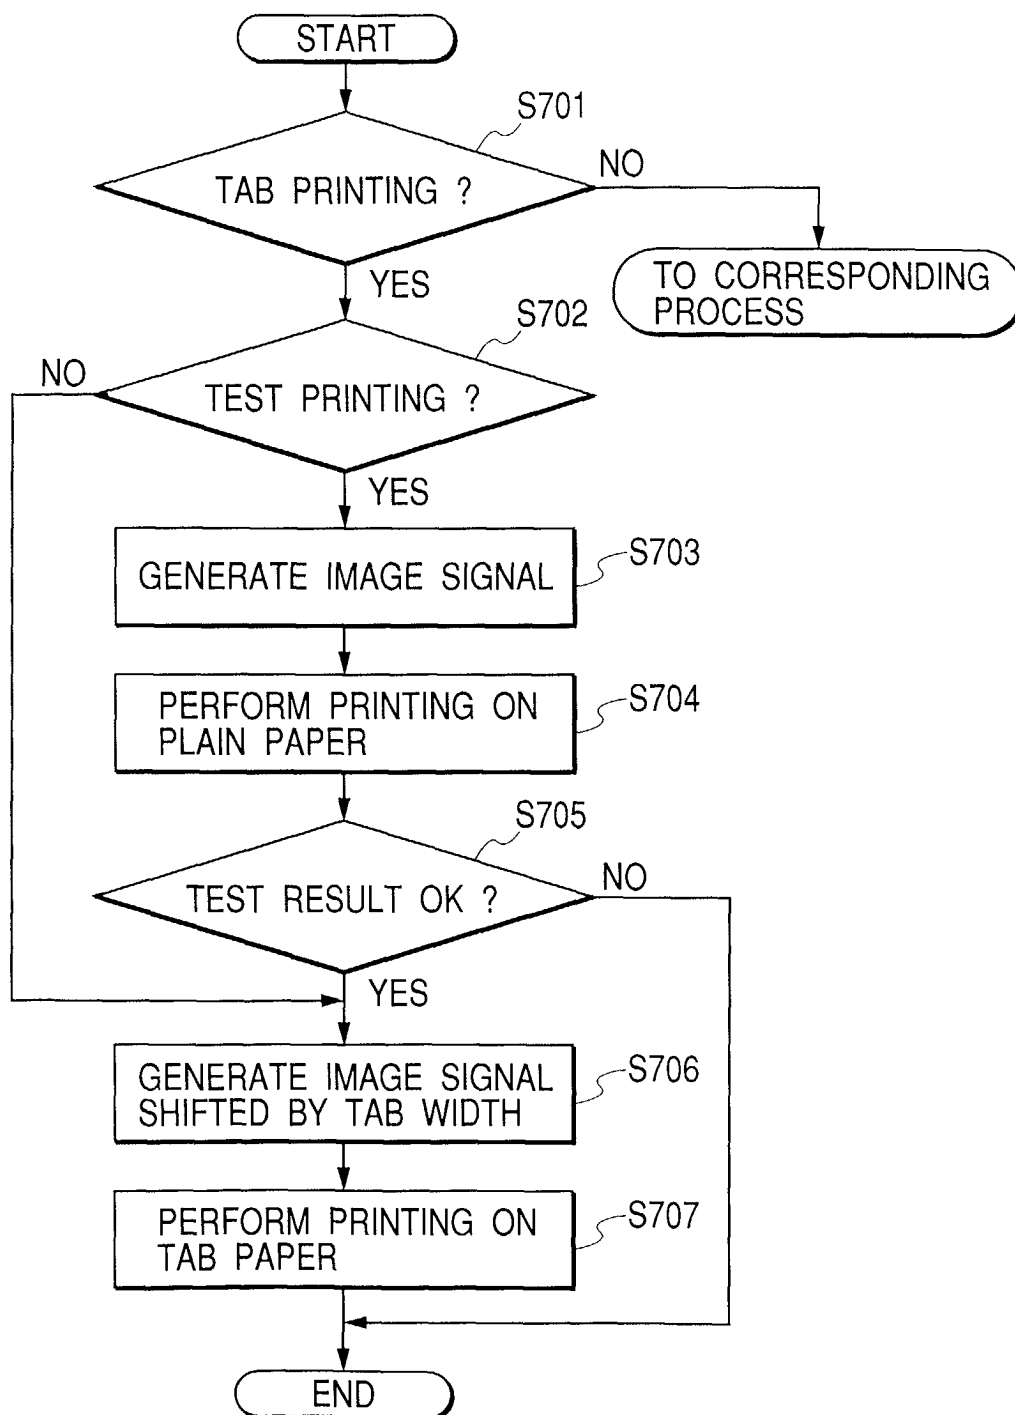 START
S701
TAB PRINTING ?
NO
YES
TO CORRESPONDING
PROCESS
S702
NO
TEST PRINTING ?
YES
GENERATE IMAGE SIGNAL
S703
PERFORM PRINTING ON
PLAIN PAPER
S704
S705
TEST RESULT OK ?
NO
YES
GENERATE IMAGE SIGNAL
SHIFTED BY TAB WIDTH
S706
PERFORM PRINTING ON
TAB PAPER
S707
END